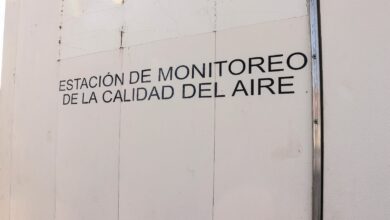 ESTACIÓN DE MONITOREO
DE LA CALIDAD DEL AIRE